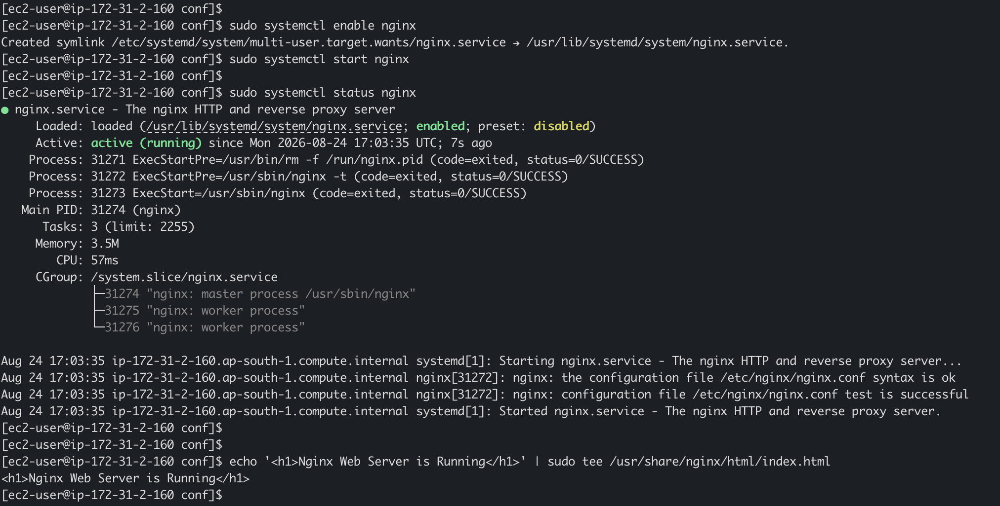 [ec2-user@ip-172-31-2-160 conf]$
[ec2-user@ip-172-31-2-160 conf]$ sudo systemctl enable nginx
Created symlink /etc/systemd/system/multi-user.target.wants/nginx.service → /usr/lib/systemd/system/nginx.service.
[ec2-user@ip-172-31-2-160 conf]$ sudo systemctl start nginx
[ec2-user@ip-172-31-2-160 conf]$
[ec2-user@ip-172-31-2-160 conf]$ sudo systemctl status nginx
● nginx.service - The nginx HTTP and reverse proxy server
     Loaded: loaded (/usr/lib/systemd/system/nginx.service; enabled; preset: disabled)
     Active: active (running) since Mon 2026-08-24 17:03:35 UTC; 7s ago
    Process: 31271 ExecStartPre=/usr/bin/rm -f /run/nginx.pid (code=exited, status=0/SUCCESS)
    Process: 31272 ExecStartPre=/usr/sbin/nginx -t (code=exited, status=0/SUCCESS)
    Process: 31273 ExecStart=/usr/sbin/nginx (code=exited, status=0/SUCCESS)
   Main PID: 31274 (nginx)
      Tasks: 3 (limit: 2255)
     Memory: 3.5M
        CPU: 57ms
     CGroup: /system.slice/nginx.service
             ├─31274 "nginx: master process /usr/sbin/nginx"
             ├─31275 "nginx: worker process"
             └─31276 "nginx: worker process"

Aug 24 17:03:35 ip-172-31-2-160.ap-south-1.compute.internal systemd[1]: Starting nginx.service - The nginx HTTP and reverse proxy server...
Aug 24 17:03:35 ip-172-31-2-160.ap-south-1.compute.internal nginx[31272]: nginx: the configuration file /etc/nginx/nginx.conf syntax is ok
Aug 24 17:03:35 ip-172-31-2-160.ap-south-1.compute.internal nginx[31272]: nginx: configuration file /etc/nginx/nginx.conf test is successful
Aug 24 17:03:35 ip-172-31-2-160.ap-south-1.compute.internal systemd[1]: Started nginx.service - The nginx HTTP and reverse proxy server.
[ec2-user@ip-172-31-2-160 conf]$
[ec2-user@ip-172-31-2-160 conf]$
[ec2-user@ip-172-31-2-160 conf]$ echo '<h1>Nginx Web Server is Running</h1>' | sudo tee /usr/share/nginx/html/index.html
<h1>Nginx Web Server is Running</h1>
[ec2-user@ip-172-31-2-160 conf]$